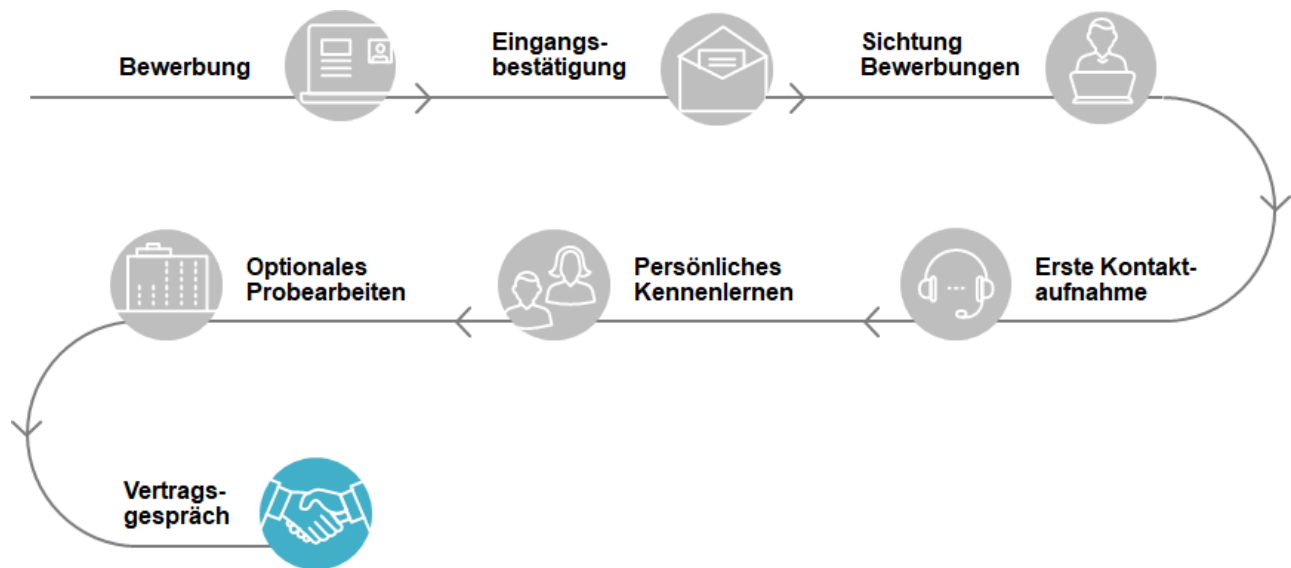 Bewerbung
Eingangs-
bestätigung
Sichtung
Bewerbungen
Erste Kontakt-
aufnahme
Persönliches
Kennenlernen
Optionales
Probearbeiten
Vertrags-
gespräch